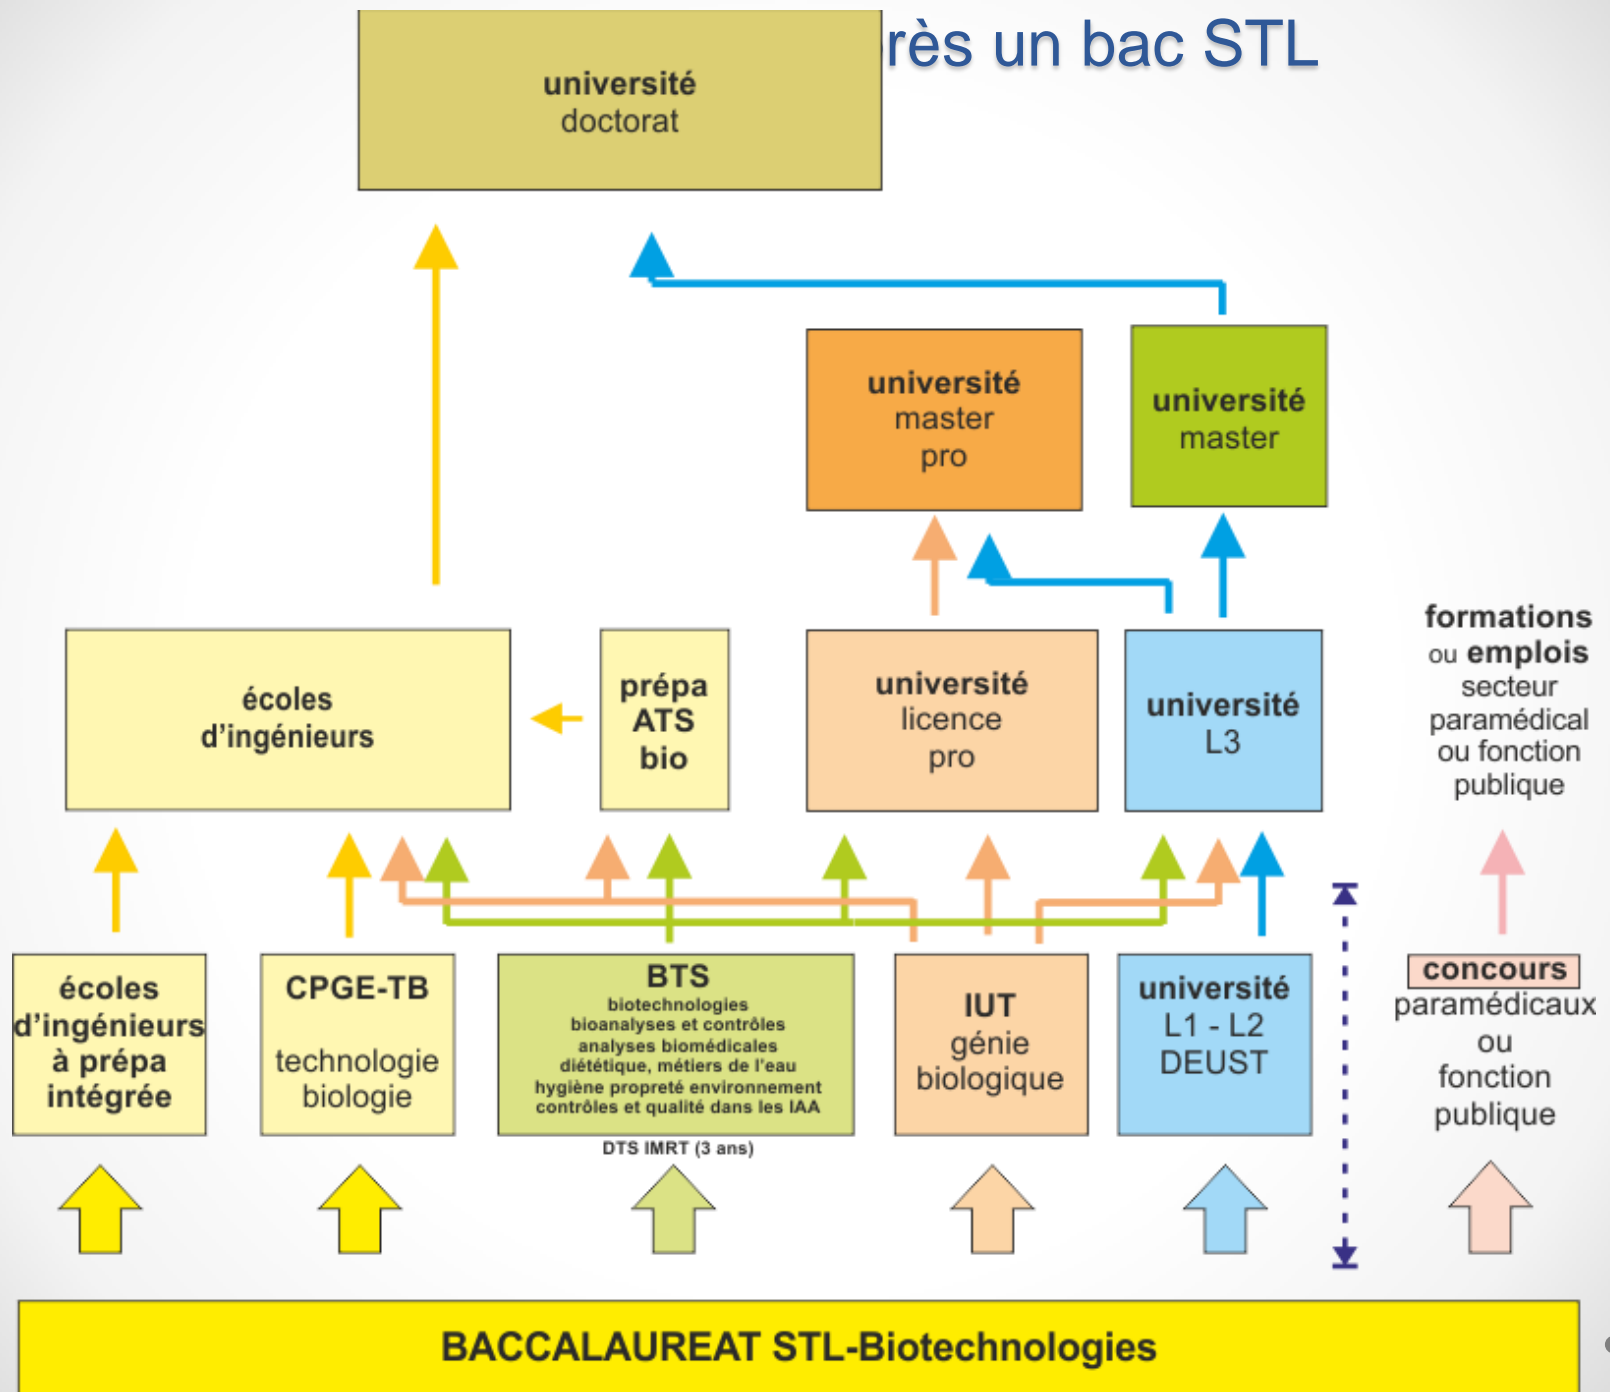 rès un bac STL
université
doctorat
université
master
pro
université
master
écoles
d'ingénieurs
prépa
ATS
bio
université
licence
pro
université
L3
formations
ou emplois
secteur
paramédical
ou fonction
publique
écoles
d'ingénieurs
à prépa
intégrée
CPGE-TB
technologie
biologie
BTS
biotechnologies
bioanalyses et contrôles
analyses biomédicales
diététique, métiers de l'eau
hygiène propreté environnement
contrôles et qualité dans les IAA
DTS IMRT (3 ans)
IUT
génie
biologique
université
L1 - L2
DEUST
concours
paramédicaux
ou
fonction
publique
BACCALAUREAT STL-Biotechnologies